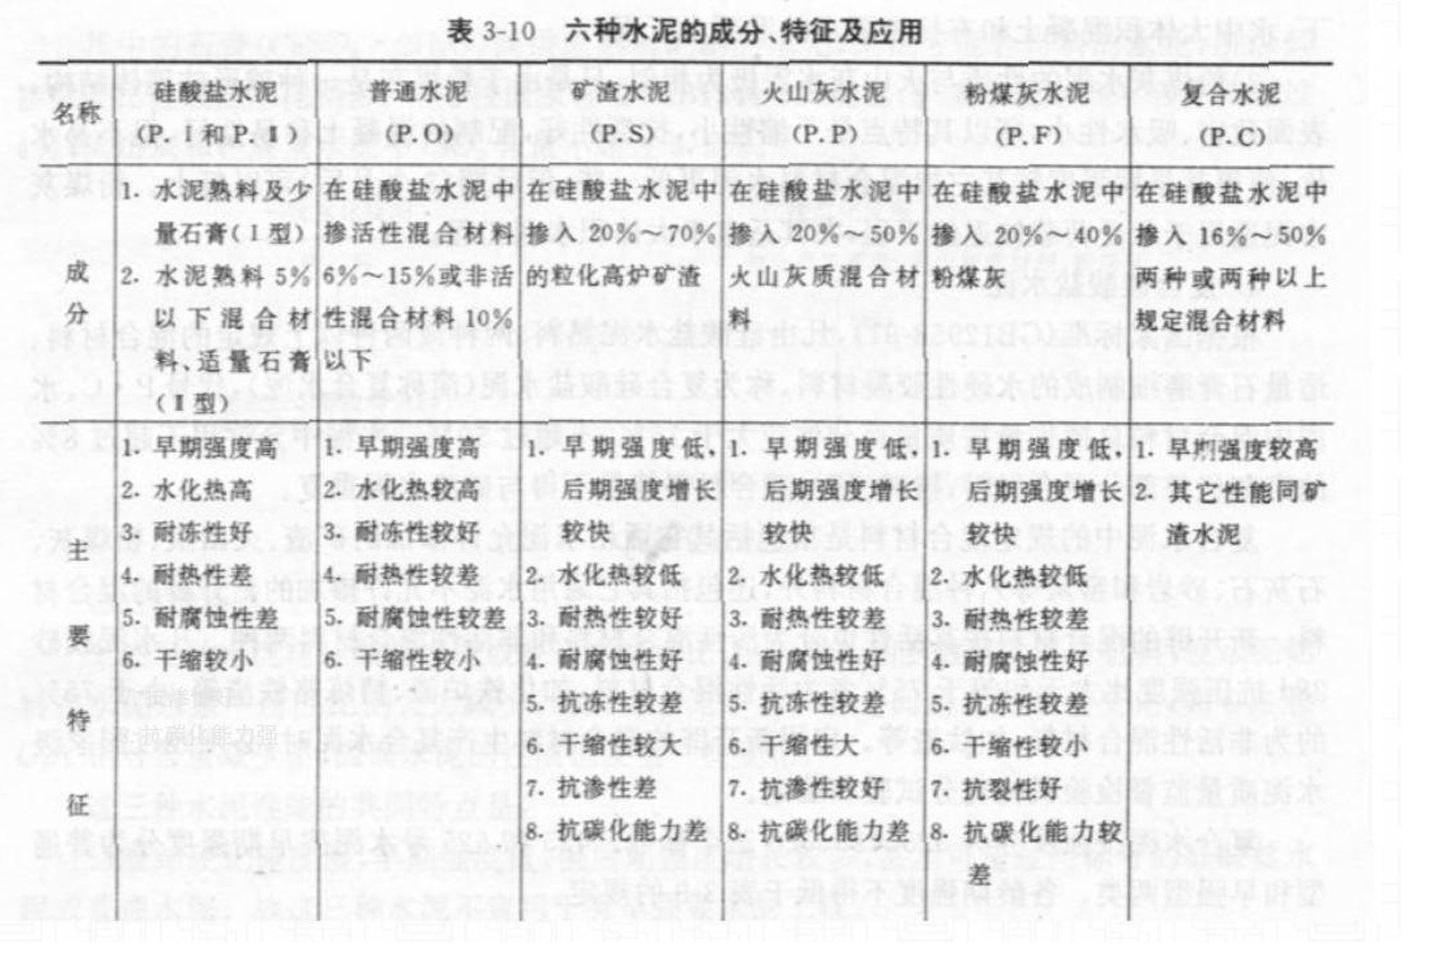 表 3-10 六种水泥的成分、特征及应用
名称
硅酸盐水泥
(P.Ⅰ和P.Ⅱ)
普通水泥
(P.O)
矿渣水泥
(P.S)
火山灰水泥
(P.P)
粉煤灰水泥
(P.F)
复合水泥
(P.C)
成
分
1. 水泥熟料及少
量石膏(Ⅰ型)
2. 水泥熟料 5%
以下混合材
料、适量石膏
(Ⅱ型)
在硅酸盐水泥中
掺活性混合材料
6%～15%或非活
性混合材料10%
以下
在硅酸盐水泥中
掺入 20%～70%
的粒化高炉矿渣
在硅酸盐水泥中
掺入 20%～50%
火山灰质混合材
料
在硅酸盐水泥中
掺入 20%～40%
粉煤灰
在硅酸盐水泥中
掺入 16%～50%
两种或两种以上
规定混合材料
主
要
特
征
1. 早期强度高
2. 水化热高
3. 耐冻性好
4. 耐热性差
5. 耐腐蚀性差
6. 干缩较小
8.抗碳化能力强
1. 早期强度高
2. 水化热较高
3. 耐冻性较好
4. 耐热性较差
5. 耐腐蚀性较差
6. 干缩性较小
1. 早期强度低，
后期强度增长
较快
2. 水化热较低
3. 耐热性较好
4. 耐腐蚀性好
5. 抗冻性较差
6. 干缩性较大
7. 抗渗性差
8. 抗碳化能力差
1. 早期强度低，
后期强度增长
较快
2. 水化热较低
3. 耐热性较差
4. 耐腐蚀性好
5. 抗冻性较差
6. 干缩性大
7. 抗渗性较好
8. 抗碳化能力差
1. 早期强度低，
后期强度增长
较快
2. 水化热较低
3. 耐热性较差
4. 耐腐蚀性好
5. 抗冻性较差
6. 干缩性较小
7. 抗裂性好
8. 抗碳化能力较
差
1. 早期强度较高
2. 其它性能同矿
渣水泥